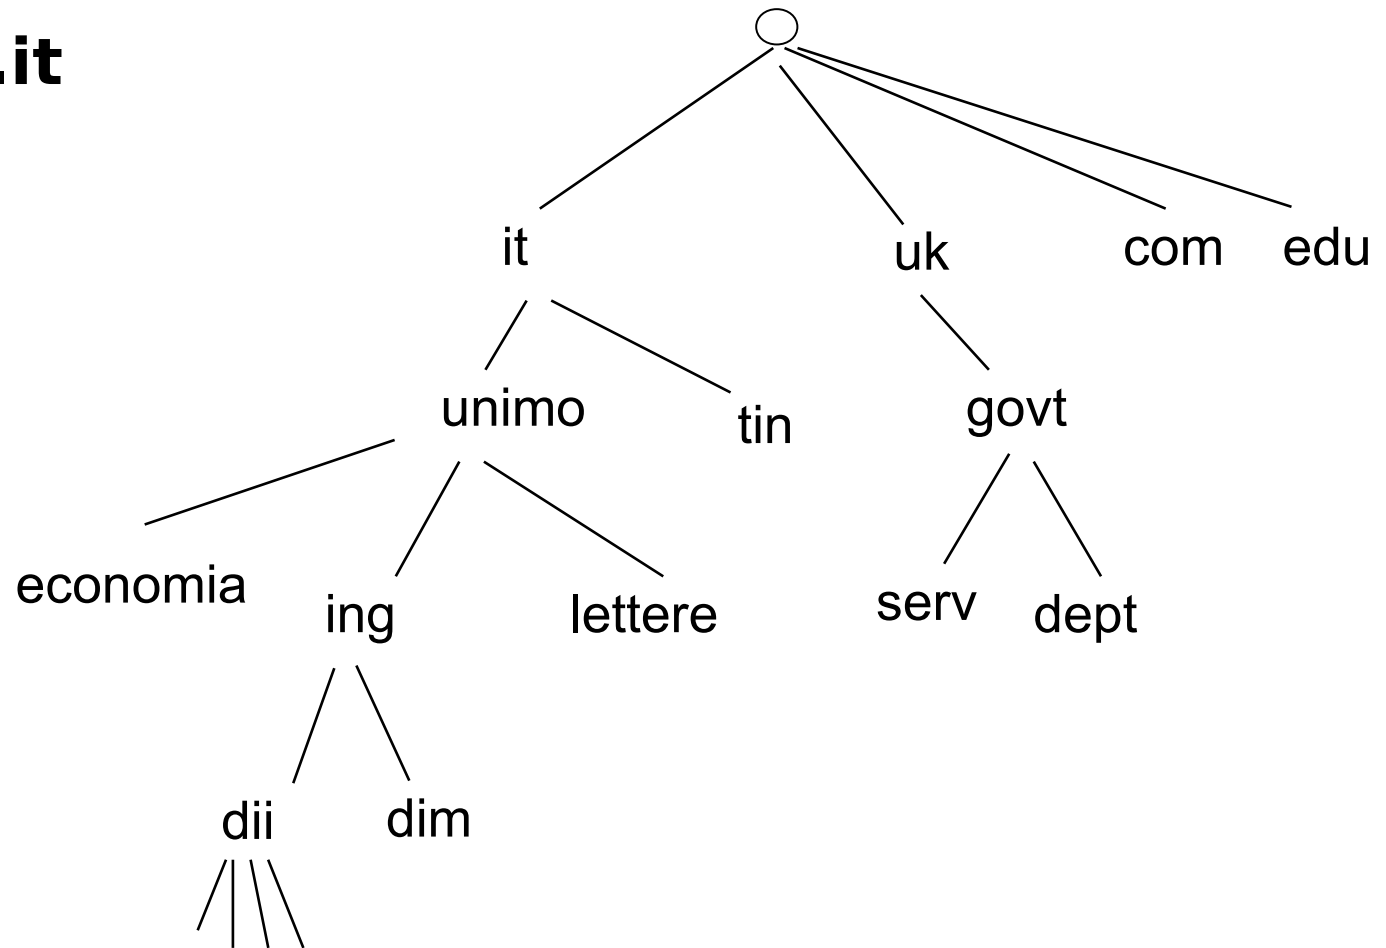 .it
it
uk
com
edu
unimo
tin
govt
economia
ing
lettere
serv
dept
dii
dim